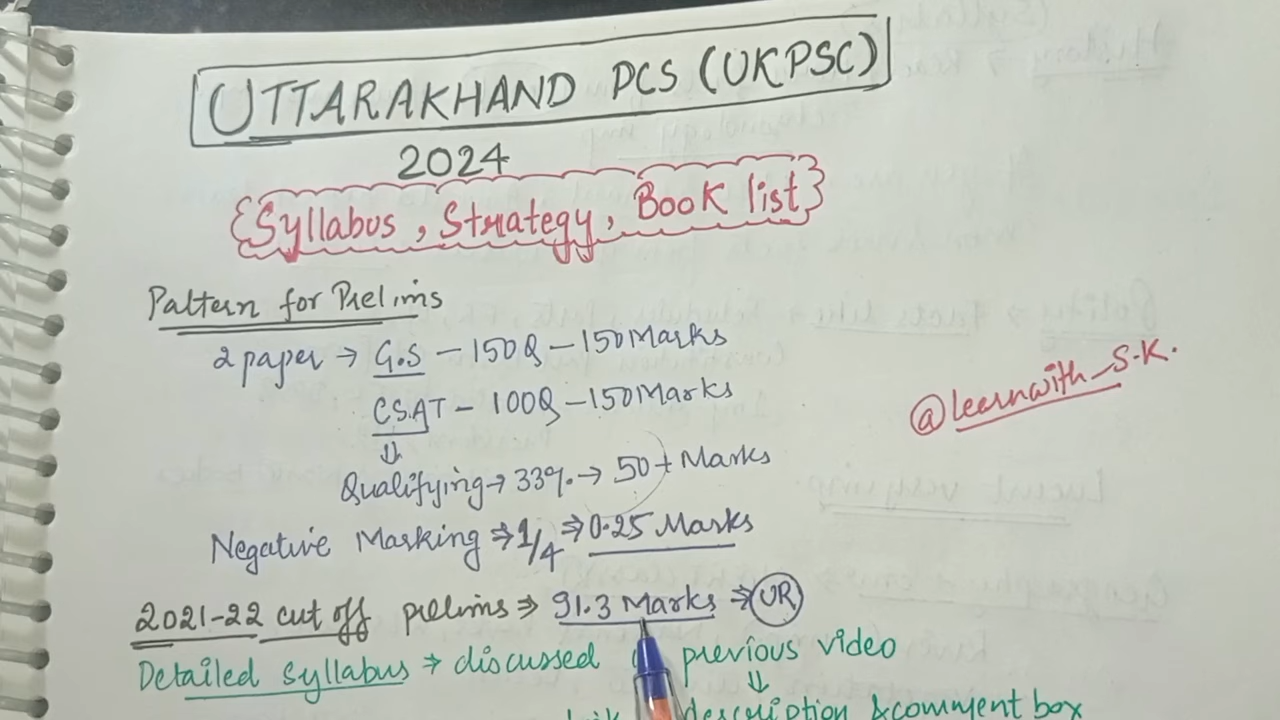 UTTARAKHAND PCS (UKPSC)
2024
{Syllabus, Strategy, Book list}
Pattern for Prelims
2 paper → G.S – 150Q – 150 Marks
CSAT – 100Q – 150 Marks
⇓
Qualifying → 33% → 50+ Marks
Negative Marking ⇒ 1/4 ⇒ 0.25 Marks
@learnwith_S.K.
2021-22 cut off prelims ⇒ 91.3 Marks ⇒ UR
Detailed Syllabus → discussed previous video
⇓
description & comment box